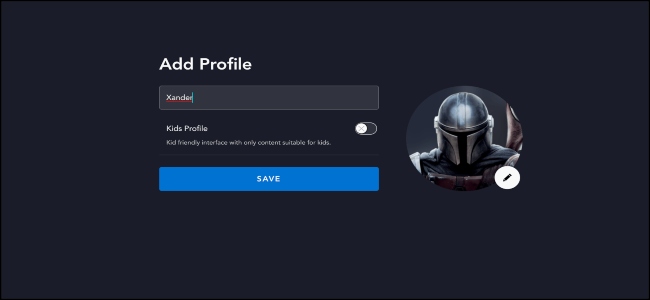 Add Profile
Xander
Kids Profile
Kid friendly interface with only content suitable for kids.
SAVE